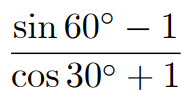 sin 60° − 1
cos 30° + 1